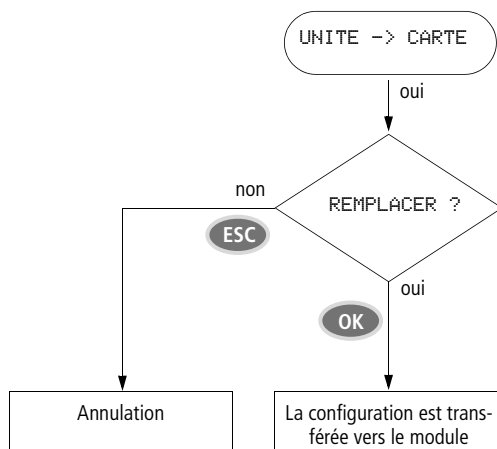 UNITE -> CARTE
oui
non
REMPLACER ?
ESC
oui
OK
Annulation
La configuration est trans-
férée vers le module